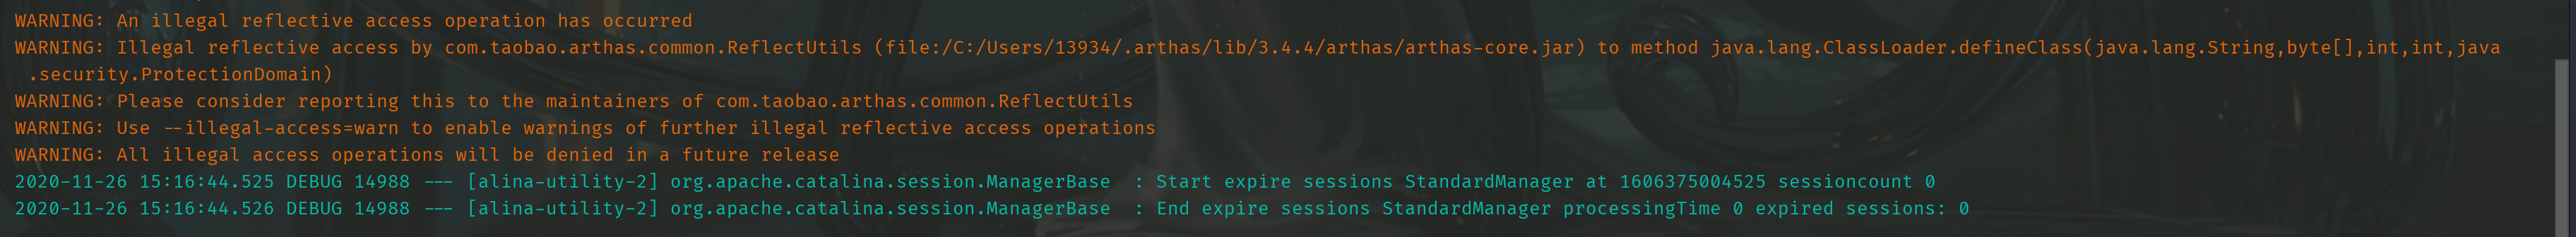 WARNING: An illegal reflective access operation has occurred
WARNING: Illegal reflective access by com.taobao.arthas.common.ReflectUtils (file:/C:/Users/13934/.arthas/lib/3.4.4/arthas/arthas-core.jar) to method java.lang.ClassLoader.defineClass(java.lang.String,byte[],int,int,java
.security.ProtectionDomain)
WARNING: Please consider reporting this to the maintainers of com.taobao.arthas.common.ReflectUtils
WARNING: Use --illegal-access=warn to enable warnings of further illegal reflective access operations
WARNING: All illegal access operations will be denied in a future release
2020-11-26 15:16:44.525 DEBUG 14988 --- [alina-utility-2] org.apache.catalina.session.ManagerBase  : Start expire sessions StandardManager at 1606375004525 sessioncount 0
2020-11-26 15:16:44.526 DEBUG 14988 --- [alina-utility-2] org.apache.catalina.session.ManagerBase  : End expire sessions StandardManager processingTime 0 expired sessions: 0